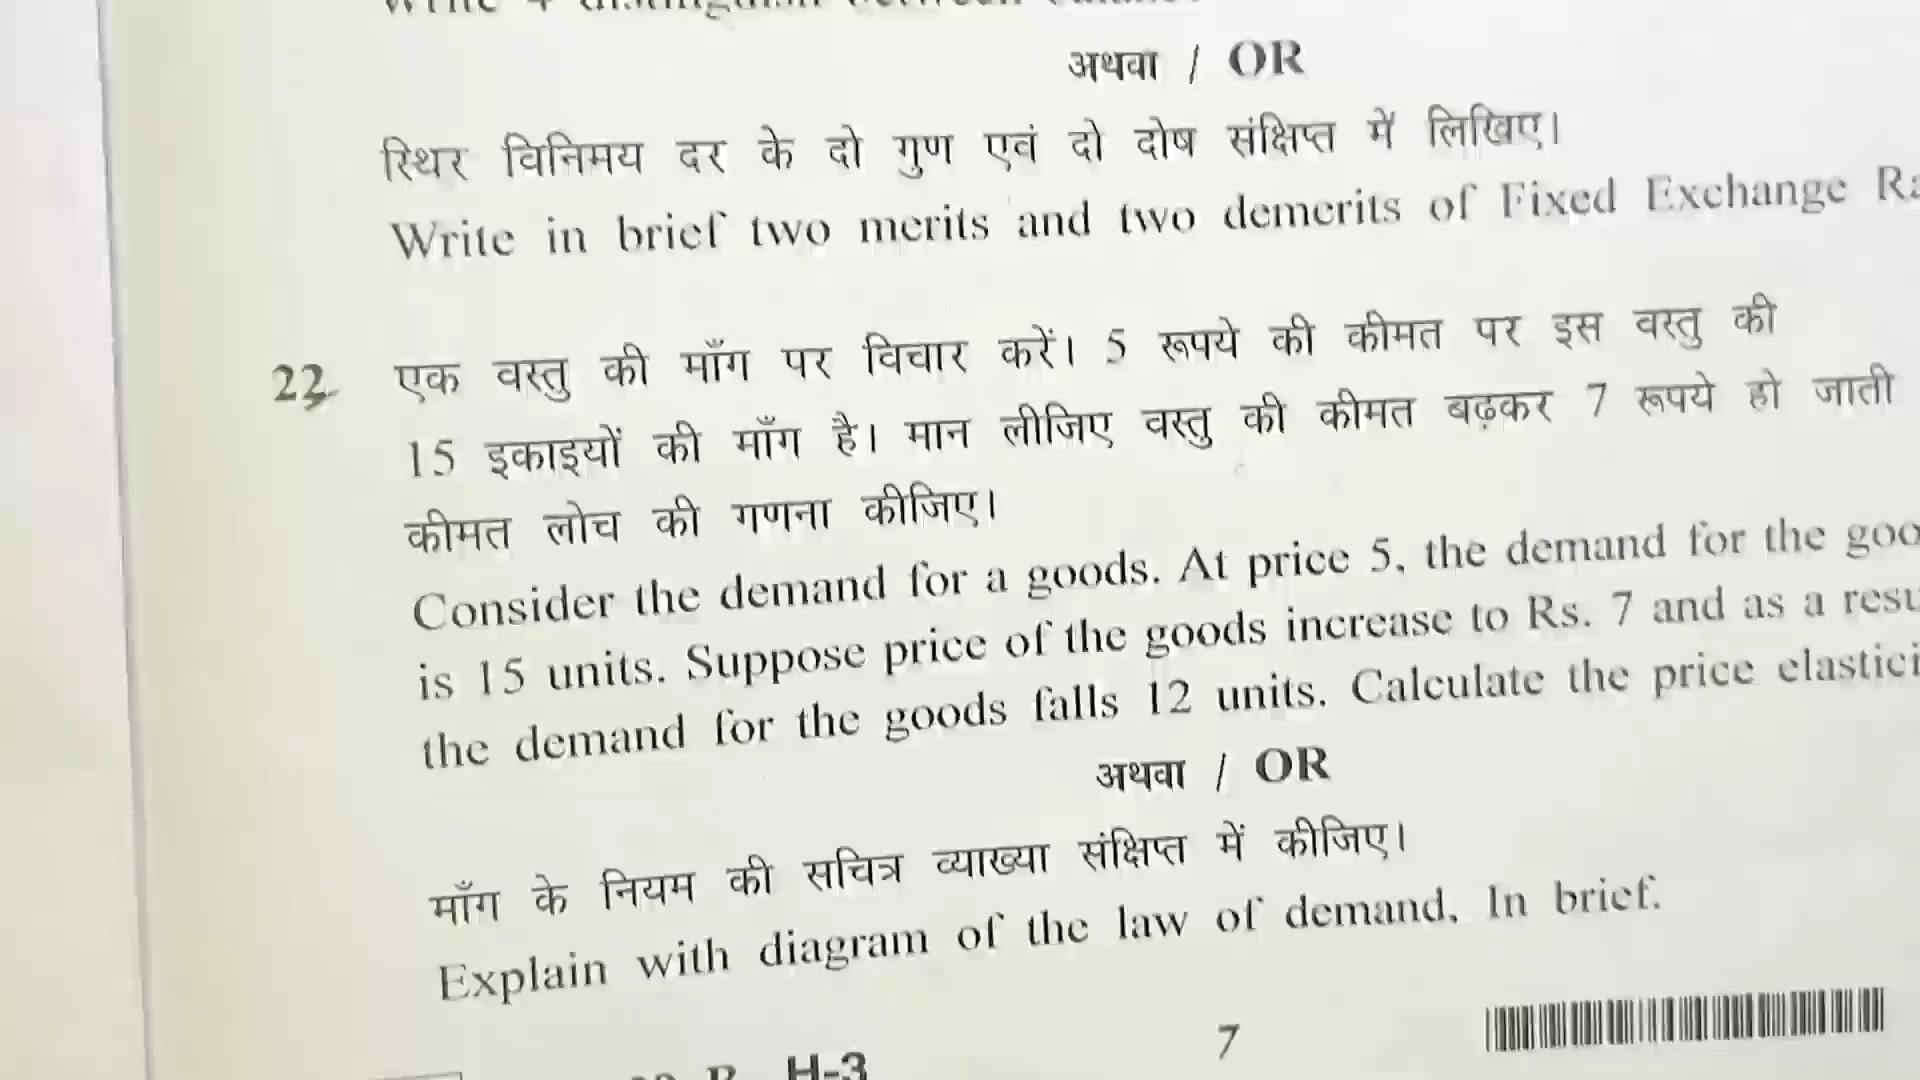 अथवा / OR
स्थिर विनिमय दर के दो गुण एवं दो दोष संक्षिप्त में लिखिए।
Write in brief two merits and two demerits of Fixed Exchange
22. एक वस्तु की माँग पर विचार करें। 5 रूपये की कीमत पर इस वस्तु की
15 इकाइयों की माँग है। मान लीजिए वस्तु की कीमत बढ़कर 7 रूपये हो जाती
कीमत लोच की गणना कीजिए।
Consider the demand for a goods. At price 5, the demand for the
is 15 units. Suppose price of the goods increase to Rs. 7 and as a
the demand for the goods falls 12 units. Calculate the price
अथवा / OR
माँग के नियम की सचित्र व्याख्या संक्षिप्त में कीजिए।
Explain with diagram of the law of demand, In brief.
7
H-3